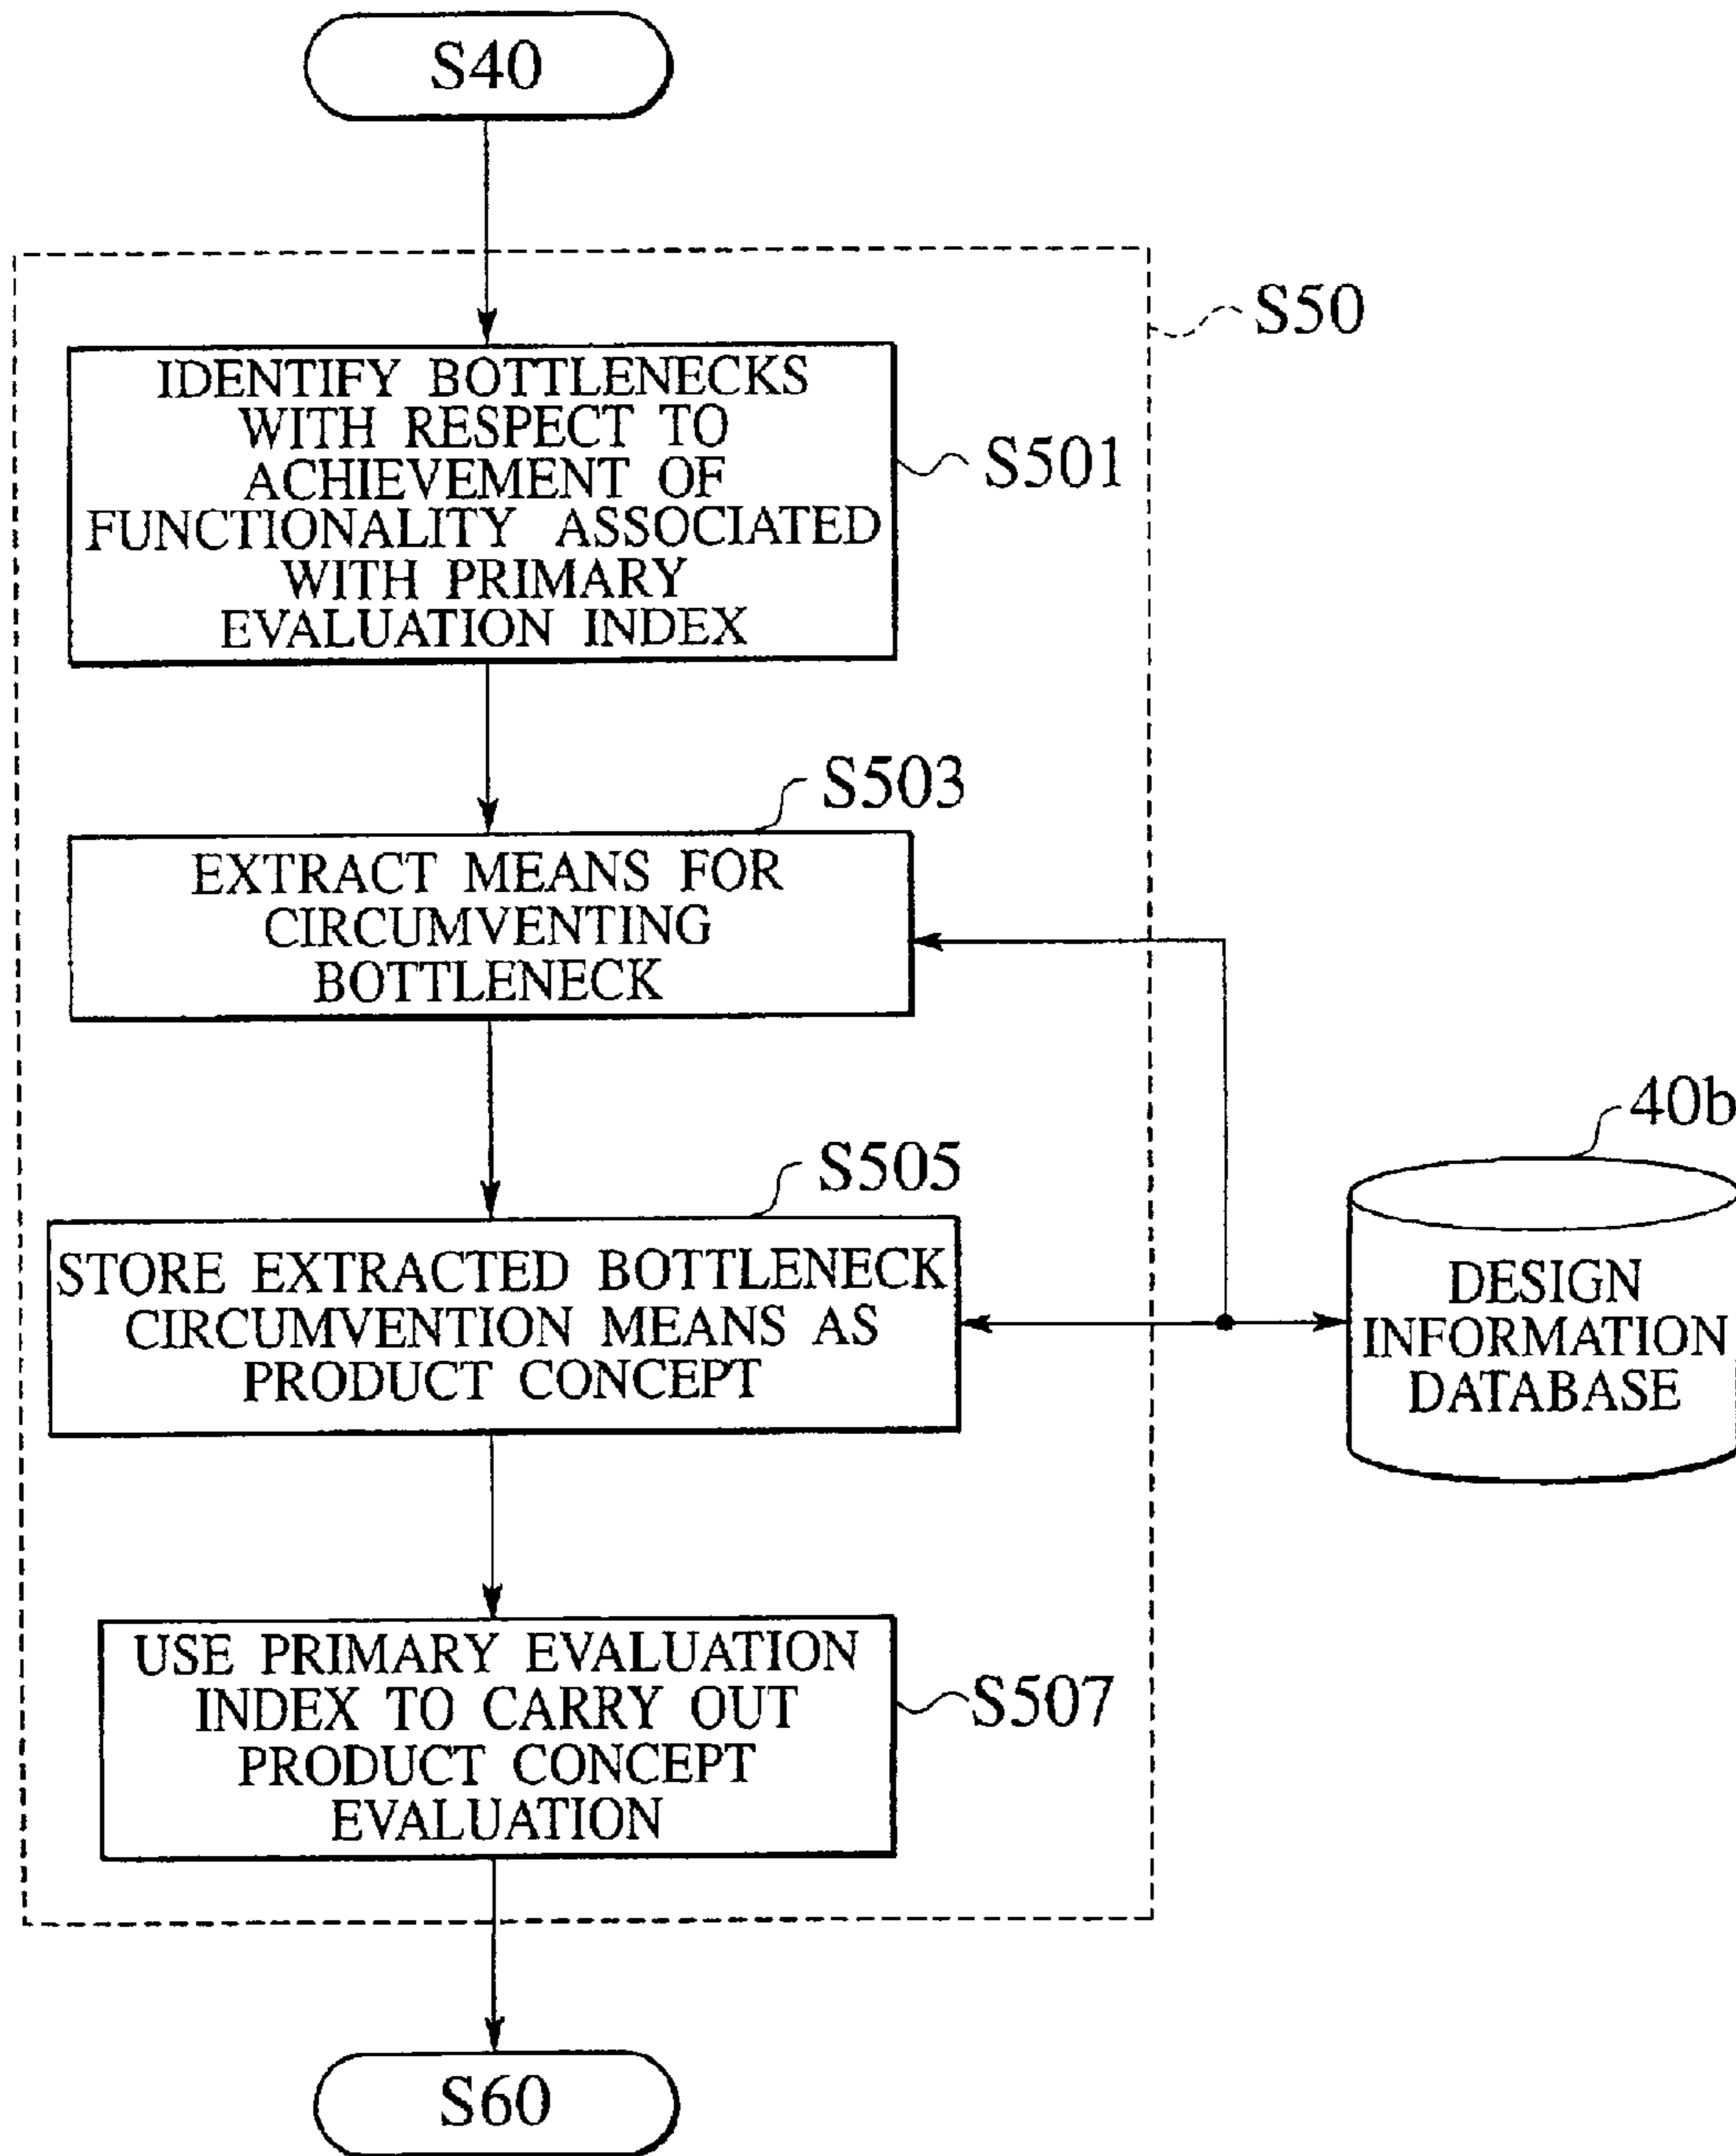 S40
S50
IDENTIFY BOTTLENECKS
WITH RESPECT TO
ACHIEVEMENT OF
FUNCTIONALITY ASSOCIATED
WITH PRIMARY
EVALUATION INDEX
S501
S503
EXTRACT MEANS FOR
CIRCUMVENTING
BOTTLENECK
40b
S505
STORE EXTRACTED BOTTLENECK
CIRCUMVENTION MEANS AS
PRODUCT CONCEPT
DESIGN
INFORMATION
DATABASE
USE PRIMARY EVALUATION
INDEX TO CARRY OUT
PRODUCT CONCEPT
EVALUATION
S507
S60